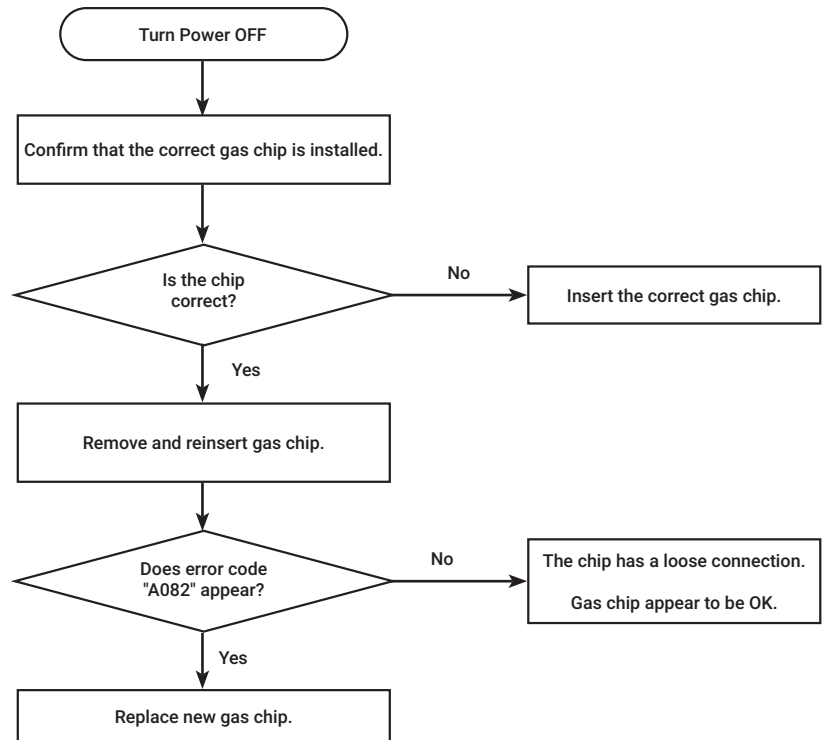 Turn Power OFF
Confirm that the correct gas chip is installed.
Is the chip
correct?
No
Insert the correct gas chip.
Yes
Remove and reinsert gas chip.
Does error code
"A082" appear?
No
The chip has a loose connection.
Gas chip appear to be OK.
Yes
Replace new gas chip.